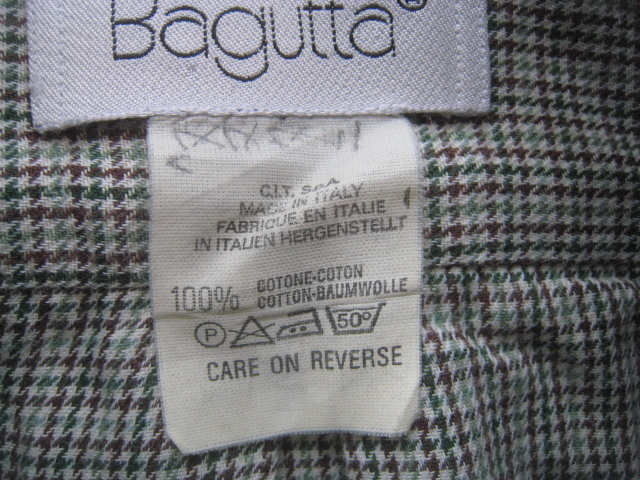 Bagutta®
C.I.T. S.p.A
MADE IN ITALY
FABRIQUE EN ITALIE
IN ITALIEN HERGENSTELLT
100% COTONE-COTON
COTTON-BAUMWOLLE
P 50°
CARE ON REVERSE